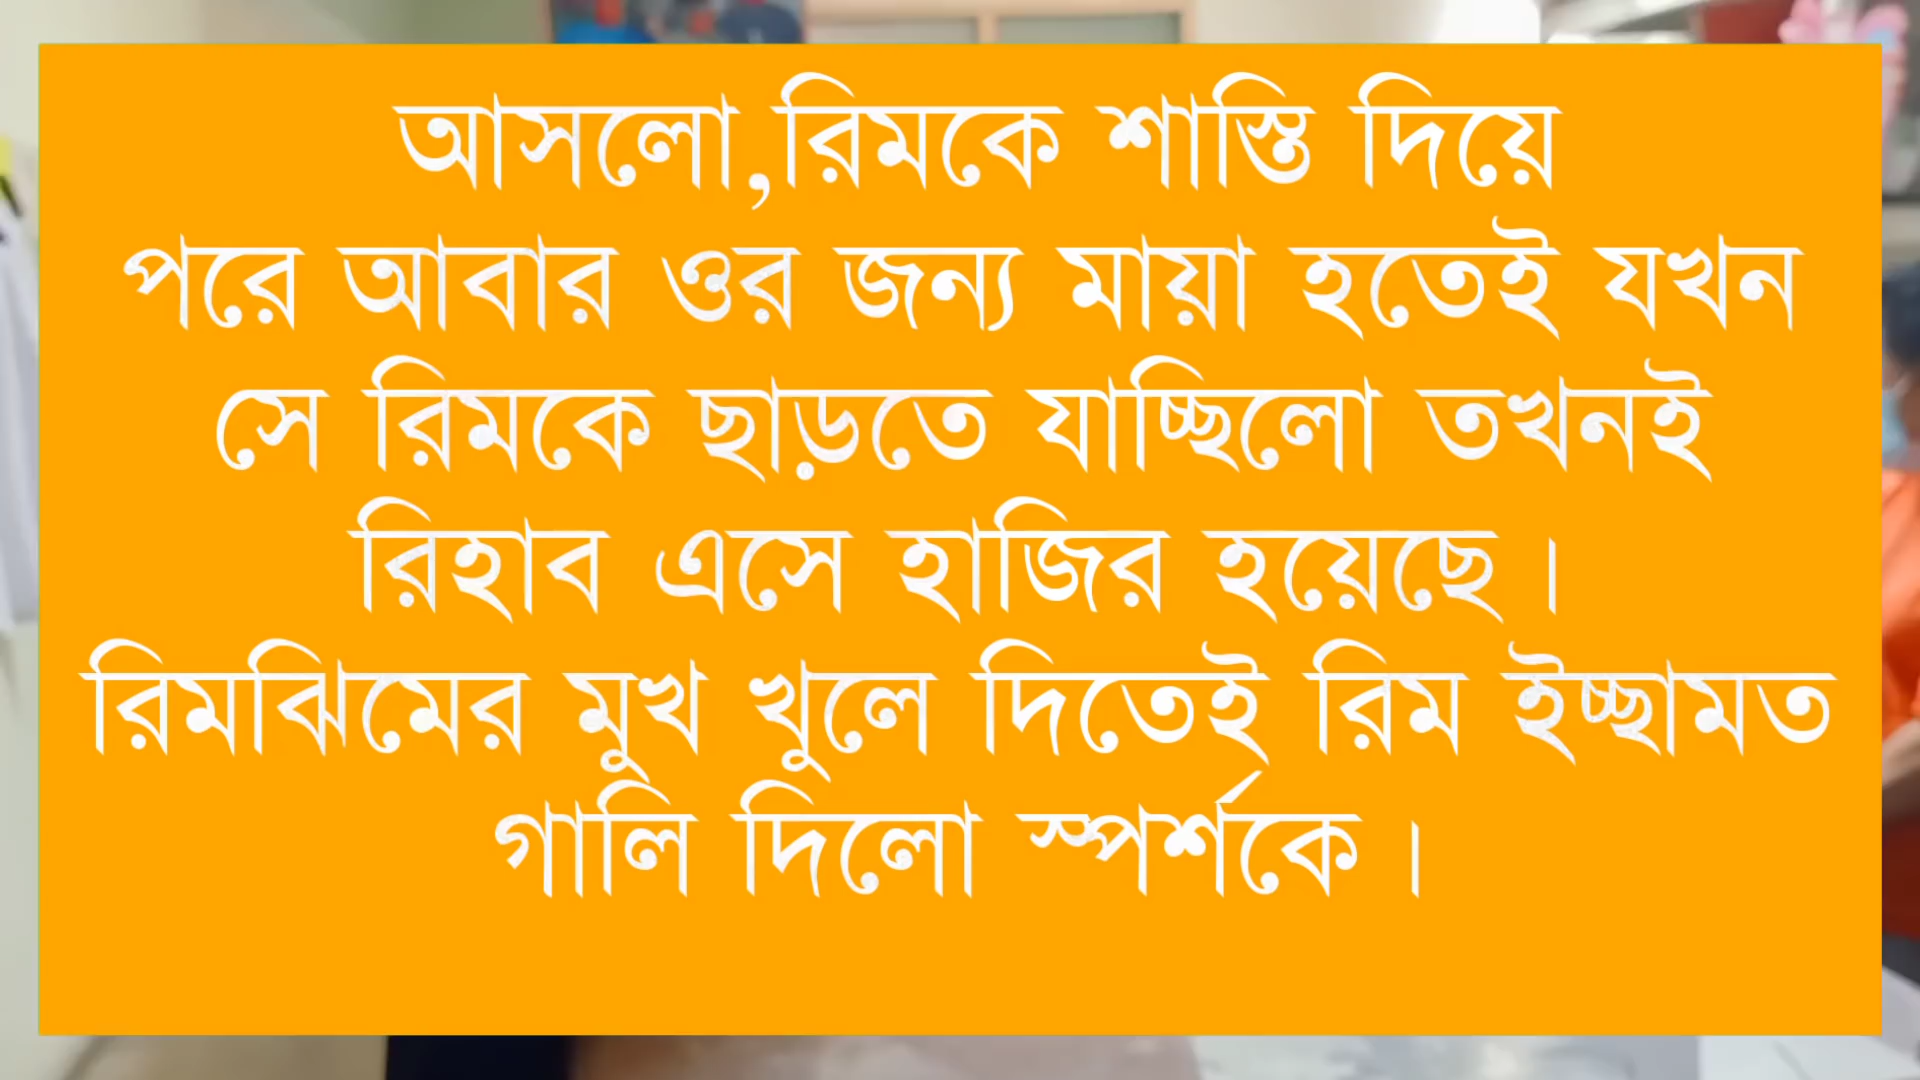 আসলো,রিমকে শাস্তি দিয়ে
পরে আবার ওর জন্য মায়া হতেই যখন
সে রিমকে ছাড়তে যাচ্ছিলো তখনই
রিহাব এসে হাজির হয়েছে।
রিমঝিমের মুখ খুলে দিতেই রিম ইচ্ছামত
গালি দিলো স্পর্শকে।